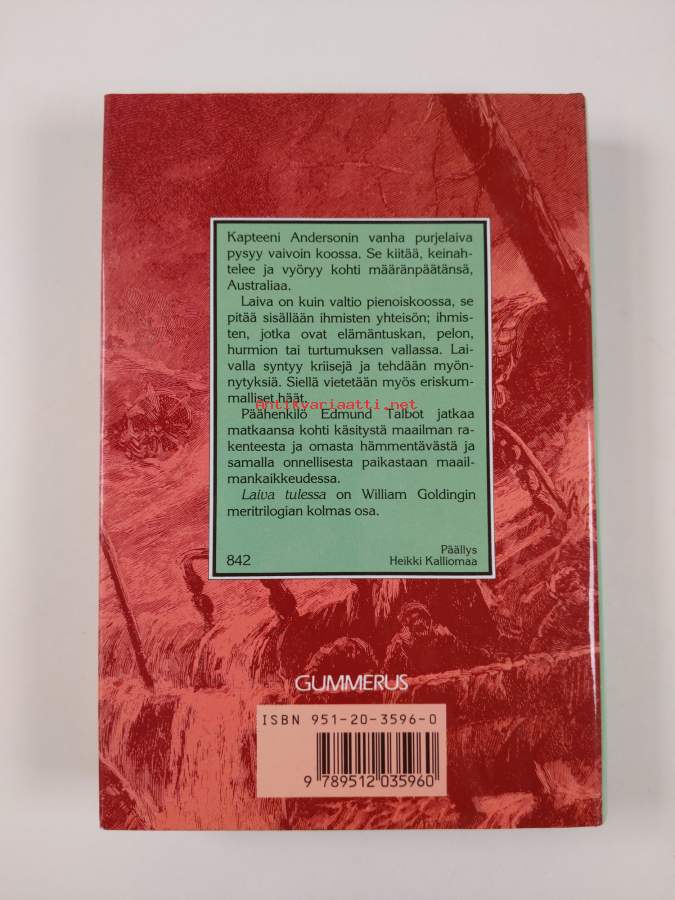 Kapteeni Andersonin vanha purjelaiva
pysyy vaivoin koossa. Se kiitää, keinah-
telee ja vyöryy kohti määränpäätänsä,
Australiaa.
Laiva on kuin valtio pienoiskoossa, se
pitää sisällään ihmisten yhteisön; ihmis-
ten, jotka ovat elämäntuskan, pelon,
hurmion tai turtumuksen vallassa. Lai-
valla syntyy kriisejä ja tehdään myön-
nytyksiä. Siellä vietetään myös eriskum-
malliset häät.
antikvariaatti.net
Päähenkilö Edmund Talbot jatkaa
matkaansa kohti käsitystä maailman ra-
kenteesta ja omasta hämmentävästä ja
samalla onnellisesta paikastaan maail-
mankaikkeudessa.
Laiva tulessa on William Goldingin
meritrilogian kolmas osa.
Päällys
842 Heikki Kalliomaa
GUMMERUS
ISBN 951-20-3596-0
9 789512 035960